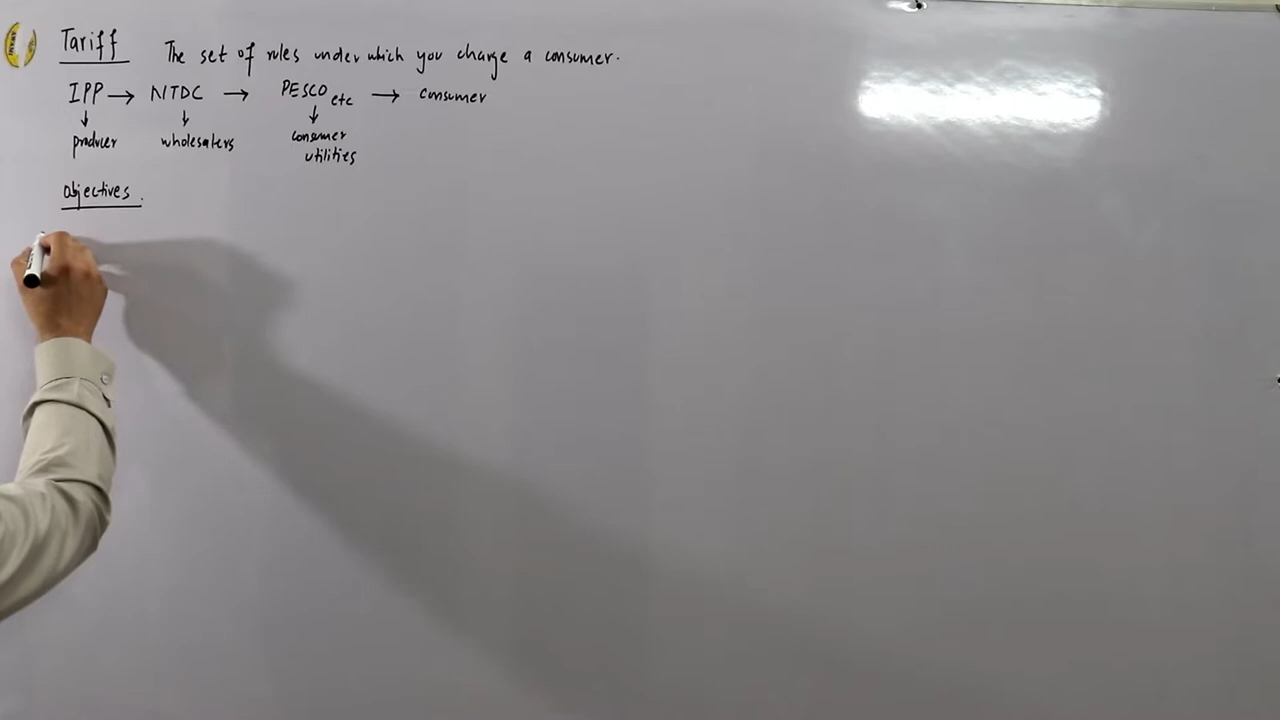 Tariff The set of rules under which you charge a consumer.
IPP → NTDC → PESCO etc → consumer
↓ ↓ ↓
producer wholesalers consumer utilities
Objectives.